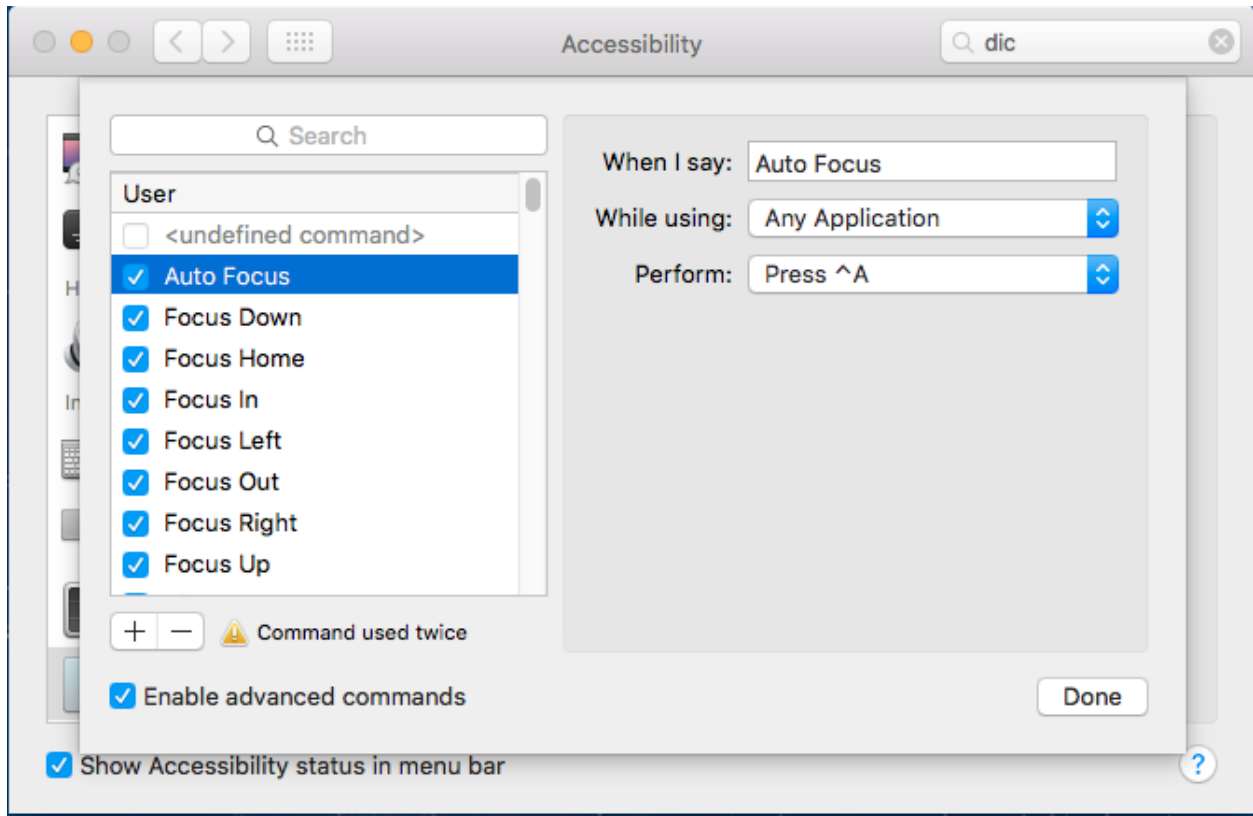 Accessibility
dic
Search
User
<undefined command>
Auto Focus
Focus Down
Focus Home
Focus In
Focus Left
Focus Out
Focus Right
Focus Up
+ −
Command used twice
Enable advanced commands
When I say: Auto Focus
While using: Any Application
Perform: Press ^A
Done
H
In
Show Accessibility status in menu bar
?